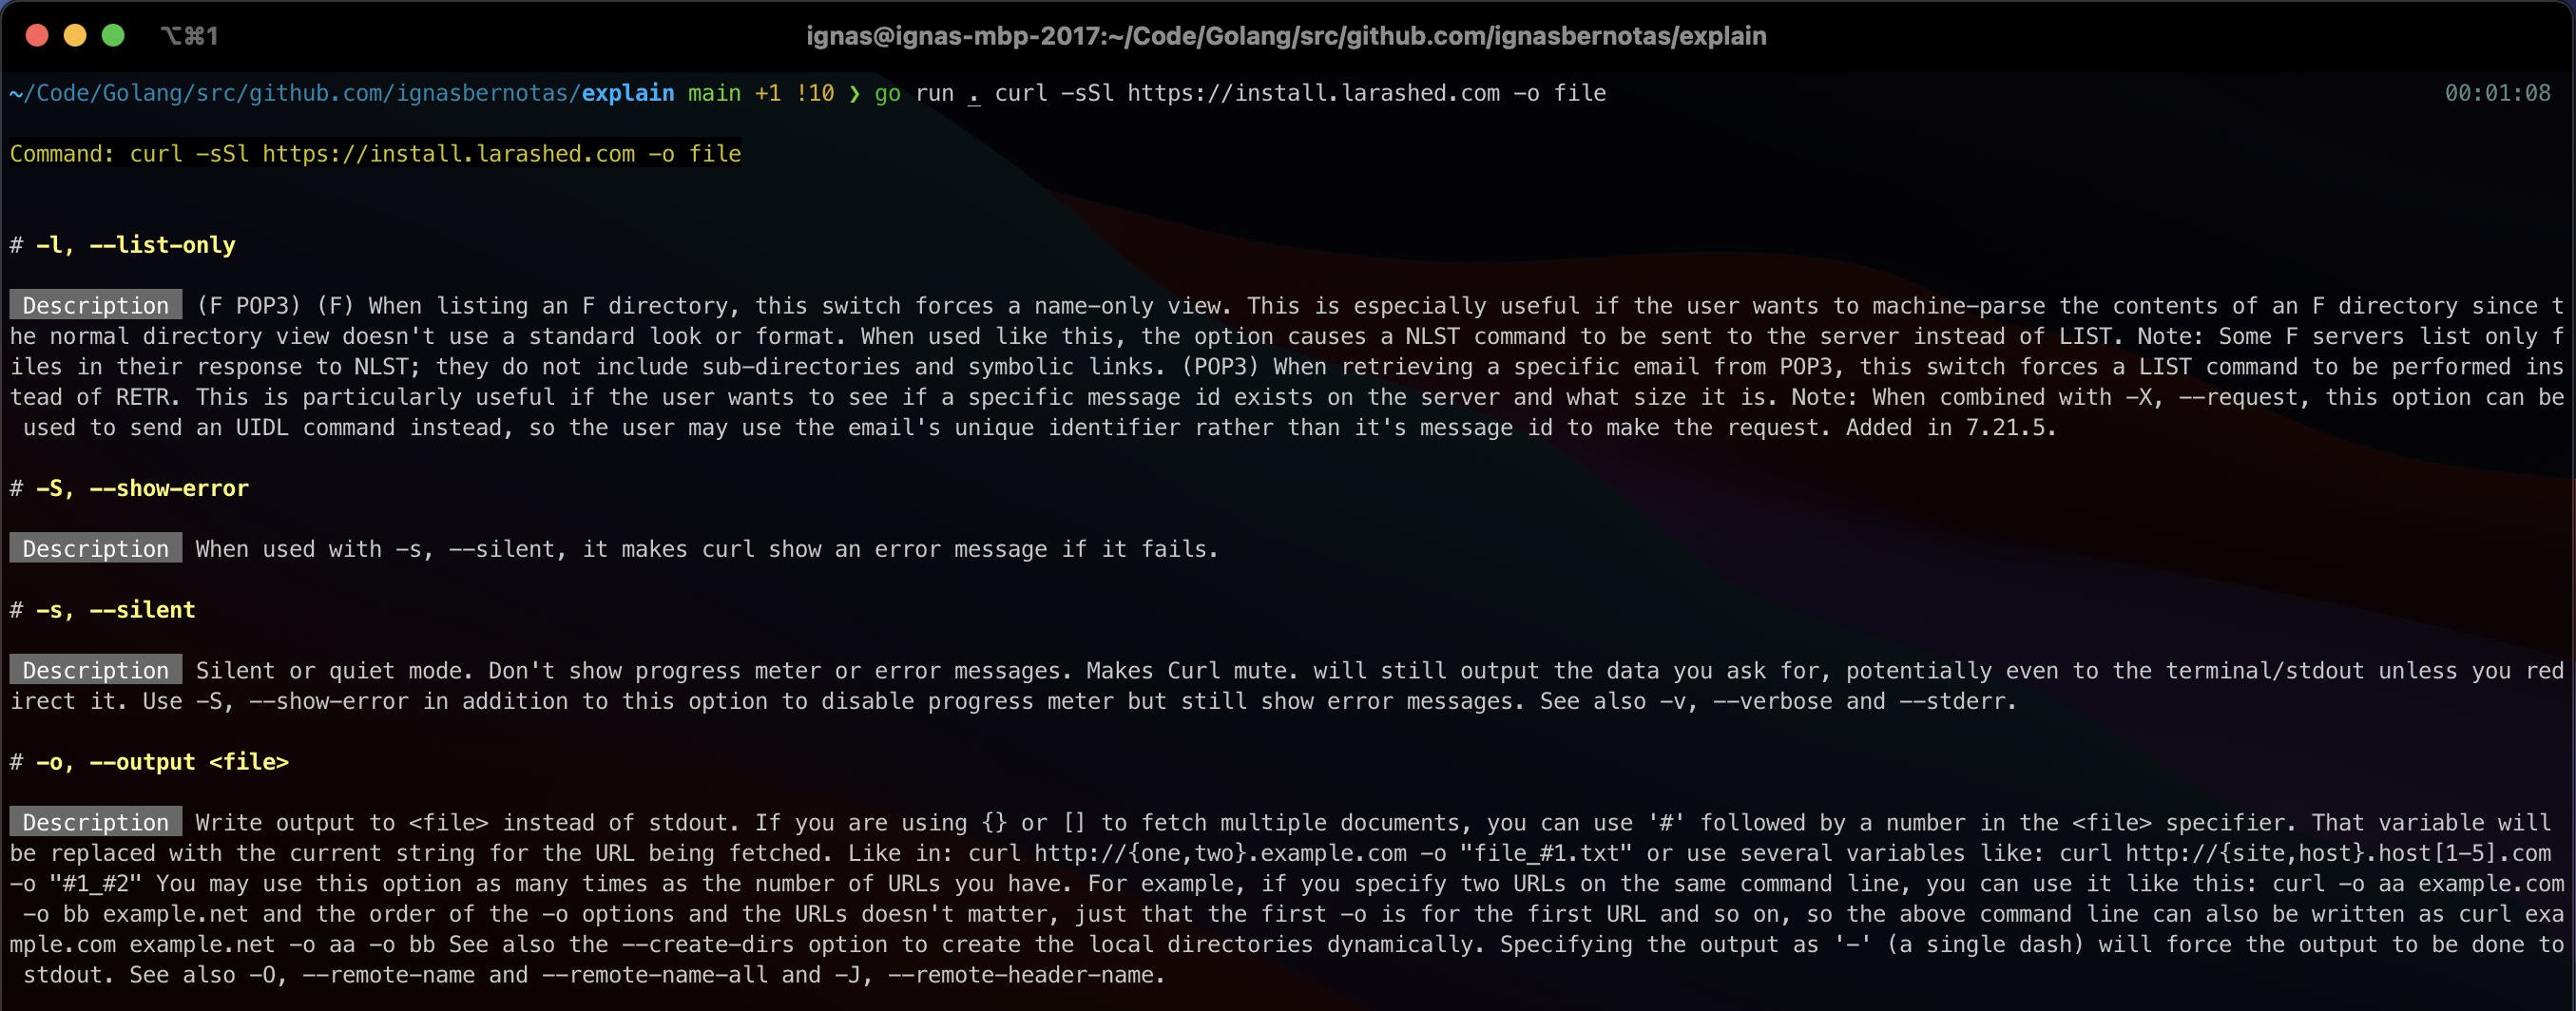 ⌥⌘1 ignas@ignas-mbp-2017:~/Code/Golang/src/github.com/ignasbernotas/explain
~/Code/Golang/src/github.com/ignasbernotas/explain main +1 !10 ❯ go run . curl -sSl https://install.larashed.com -o file 00:01:08
Command: curl -sSl https://install.larashed.com -o file
# -l, --list-only
Description (F POP3) (F) When listing an F directory, this switch forces a name-only view. This is especially useful if the user wants to machine-parse the contents of an F directory since t
he normal directory view doesn't use a standard look or format. When used like this, the option causes a NLST command to be sent to the server instead of LIST. Note: Some F servers list only f
iles in their response to NLST; they do not include sub-directories and symbolic links. (POP3) When retrieving a specific email from POP3, this switch forces a LIST command to be performed ins
tead of RETR. This is particularly useful if the user wants to see if a specific message id exists on the server and what size it is. Note: When combined with -X, --request, this option can be
used to send an UIDL command instead, so the user may use the email's unique identifier rather than it's message id to make the request. Added in 7.21.5.
# -S, --show-error
Description When used with -s, --silent, it makes curl show an error message if it fails.
# -s, --silent
Description Silent or quiet mode. Don't show progress meter or error messages. Makes Curl mute. will still output the data you ask for, potentially even to the terminal/stdout unless you red
irect it. Use -S, --show-error in addition to this option to disable progress meter but still show error messages. See also -v, --verbose and --stderr.
# -o, --output <file>
Description Write output to <file> instead of stdout. If you are using {} or [] to fetch multiple documents, you can use '#' followed by a number in the <file> specifier. That variable will
be replaced with the current string for the URL being fetched. Like in: curl http://{one,two}.example.com -o "file_#1.txt" or use several variables like: curl http://{site,host}.host[1-5].com
-o "#1_#2" You may use this option as many times as the number of URLs you have. For example, if you specify two URLs on the same command line, you can use it like this: curl -o aa example.com
-o bb example.net and the order of the -o options and the URLs doesn't matter, just that the first -o is for the first URL and so on, so the above command line can also be written as curl exa
mple.com example.net -o aa -o bb See also the --create-dirs option to create the local directories dynamically. Specifying the output as '-' (a single dash) will force the output to be done to
stdout. See also -O, --remote-name and --remote-name-all and -J, --remote-header-name.